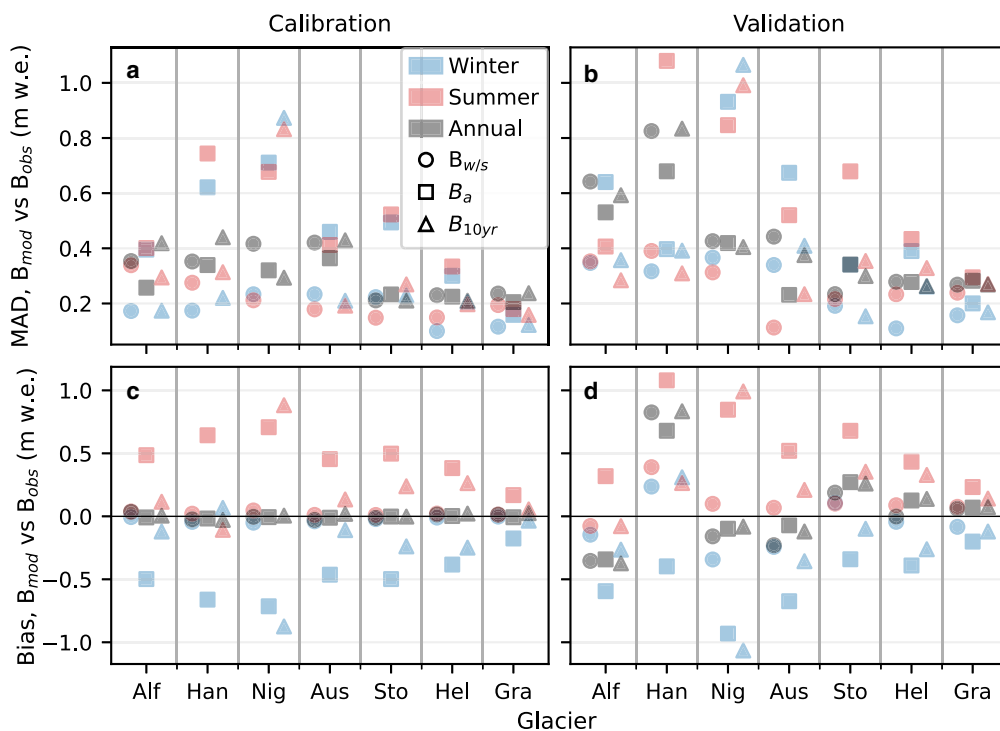 Calibration
Validation
MAD, B_mod vs B_obs (m w.e.)
1.0
0.8
0.6
0.4
0.2
a
Winter
Summer
Annual
B_w/s
B_a
B_10yr
b
Bias, B_mod vs B_obs (m w.e.)
1.0
0.5
0.0
−0.5
−1.0
c
d
Alf Han Nig Aus Sto Hel Gra
Alf Han Nig Aus Sto Hel Gra
Glacier